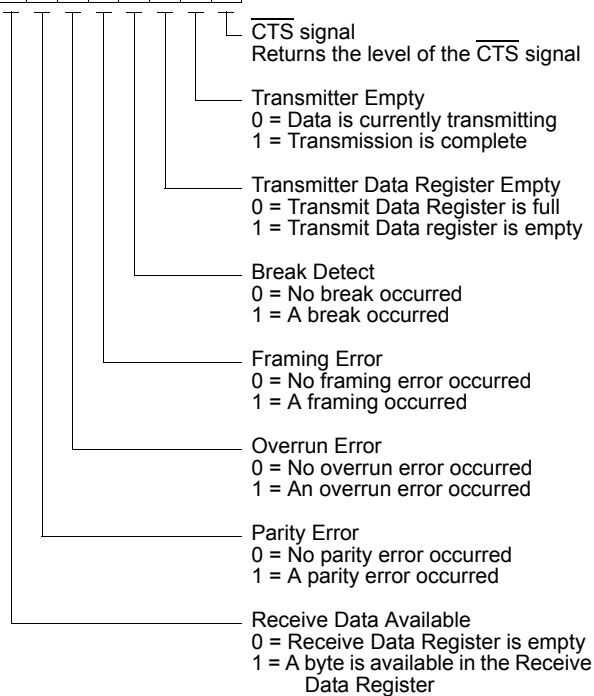 CTS signal
Returns the level of the CTS signal
Transmitter Empty
0 = Data is currently transmitting
1 = Transmission is complete
Transmitter Data Register Empty
0 = Transmit Data Register is full
1 = Transmit Data register is empty
Break Detect
0 = No break occurred
1 = A break occurred
Framing Error
0 = No framing error occurred
1 = A framing occurred
Overrun Error
0 = No overrun error occurred
1 = An overrun error occurred
Parity Error
0 = No parity error occurred
1 = A parity error occurred
Receive Data Available
0 = Receive Data Register is empty
1 = A byte is available in the Receive
Data Register